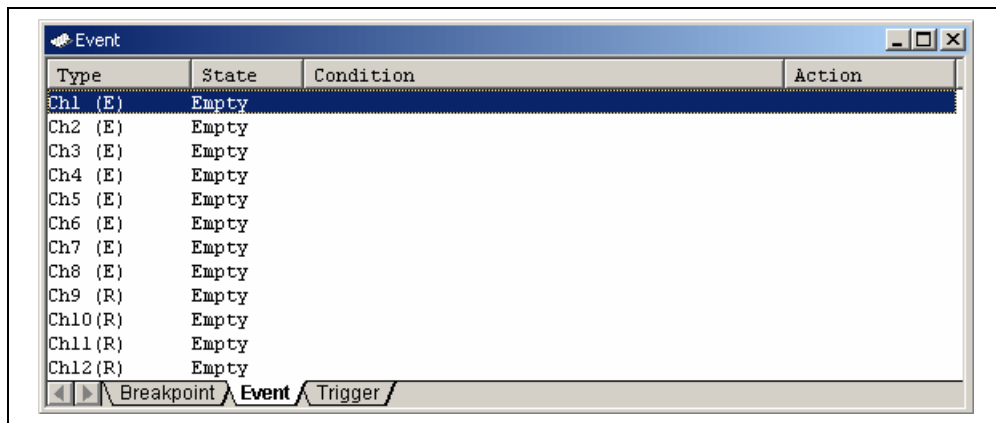 Event
Type State Condition Action
Ch1 (E) Empty
Ch2 (E) Empty
Ch3 (E) Empty
Ch4 (E) Empty
Ch5 (E) Empty
Ch6 (E) Empty
Ch7 (E) Empty
Ch8 (E) Empty
Ch9 (R) Empty
Ch10(R) Empty
Ch11(R) Empty
Ch12(R) Empty
Breakpoint Event Trigger